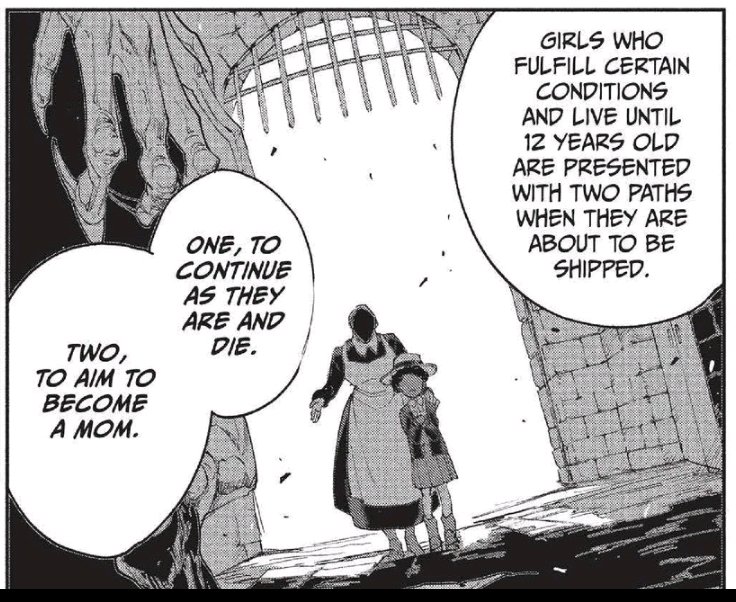 GIRLS WHO
FULFILL CERTAIN
CONDITIONS
AND LIVE UNTIL
12 YEARS OLD
ARE PRESENTED
WITH TWO PATHS
WHEN THEY ARE
ABOUT TO BE
SHIPPED.
ONE, TO
CONTINUE
AS THEY
ARE AND
DIE.
TWO,
TO AIM TO
BECOME
A MOM.